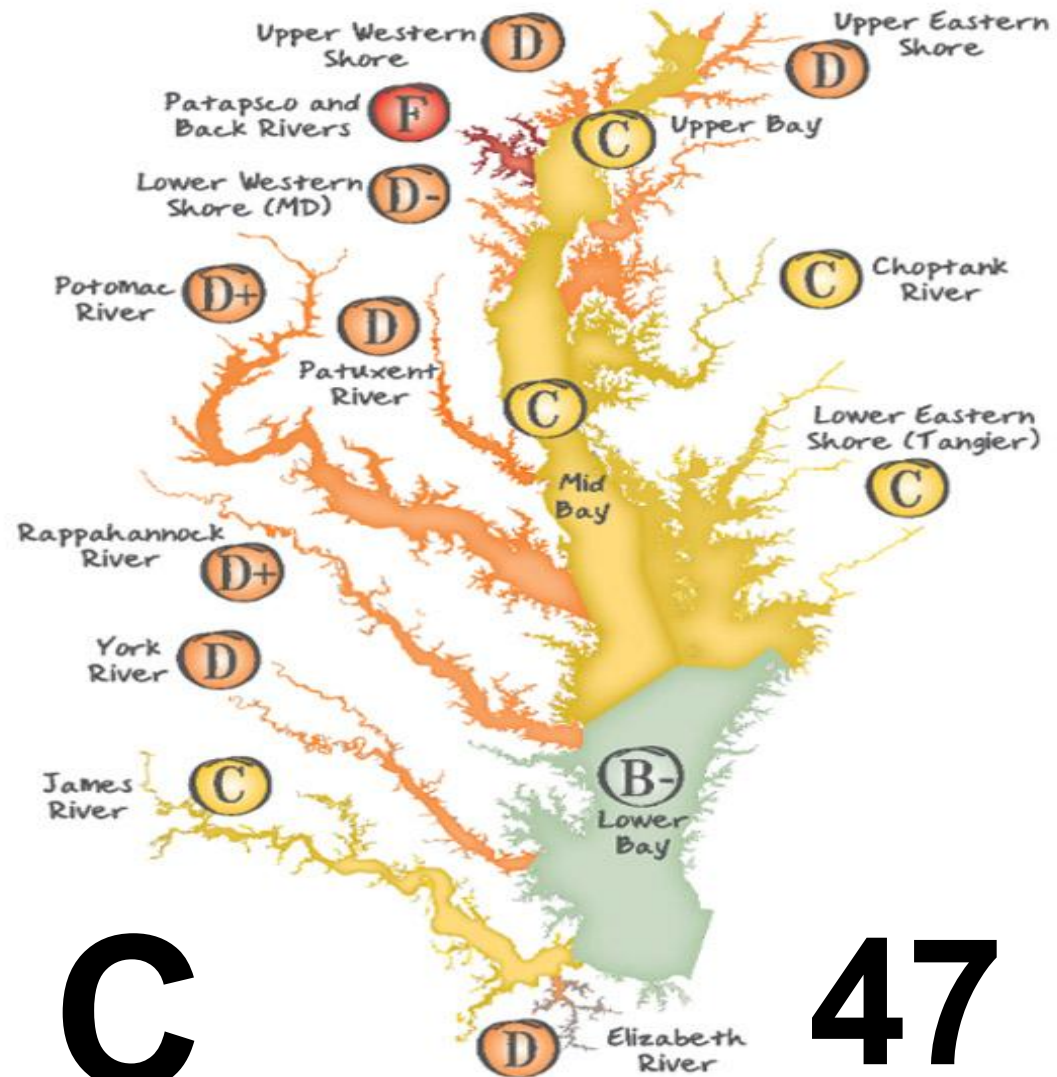 Upper Western
Shore
D
Upper Eastern
Shore
D
Patapsco and
Back Rivers
F
C
Upper Bay
Lower Western
Shore (MD)
D-
Potomac
River
D+
D
Patuxent
River
C
Choptank
River
C
Mid
Bay
Lower Eastern
Shore (Tangier)
C
Rappahannock
River
D+
York
River
D
James
River
C
B-
Lower
Bay
D
Elizabeth
River
C
47